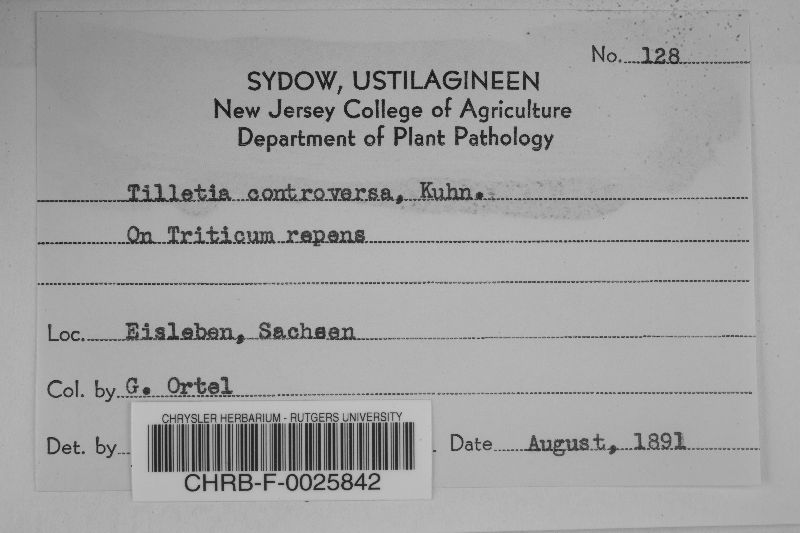 No. 128
SYDOW, USTILAGINEEN
New Jersey College of Agriculture
Department of Plant Pathology
Tilletia controversa, Kuhn.
On Triticum repens
Loc. Eisleben, Sachsen
Col. by G. Ortel
CHRYSLER HERBARIUM - RUTGERS UNIVERSITY
Det. by
Date August, 1891
CHRB-F-0025842